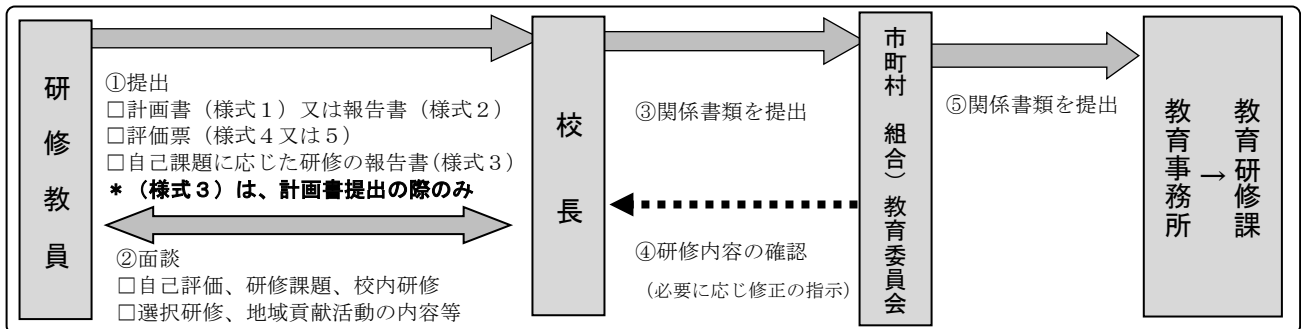 研修教員
①提出
□計画書（様式１）又は報告書（様式２）
□評価票（様式４又は５）
□自己課題に応じた研修の報告書(様式３)
＊（様式３）は、計画書提出の際のみ
②面談
□自己評価、研修課題、校内研修
□選択研修、地域貢献活動の内容等
校長
③関係書類を提出
④研修内容の確認
（必要に応じ修正の指示）
市町村　組合）教育委員会
⑤関係書類を提出
教育事務所
→
教育研修課